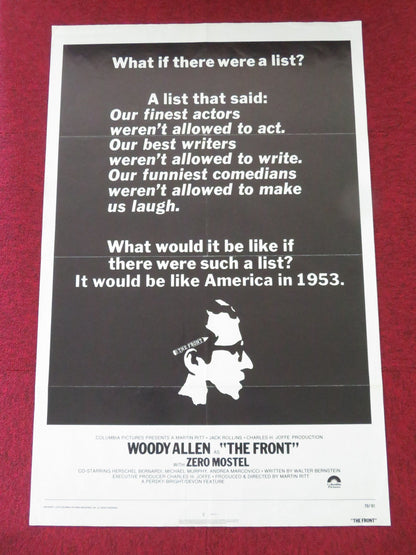 What if there were a list?
A list that said:
Our finest actors
weren't allowed to act.
Our best writers
weren't allowed to write.
Our funniest comedians
weren't allowed to make
us laugh.
What would it be like if
there were such a list?
It would be like America in 1953.
THE FRONT
COLUMBIA PICTURES PRESENTS A MARTIN RITT - JACK ROLLINS - CHARLES H. JOFFE PRODUCTION
WOODY ALLEN AS "THE FRONT"
WITH ZERO MOSTEL
CO-STARRING HERSCHEL BERNARDI, MICHAEL MURPHY, ANDREA MARCOVICCI • WRITTEN BY WALTER BERNSTEIN
EXECUTIVE PRODUCER CHARLES H. JOFFE • PRODUCED & DIRECTED BY MARTIN RITT
A PERSKY-BRIGHT/DEVON FEATURE
Columbia
Pictures
"THE FRONT"